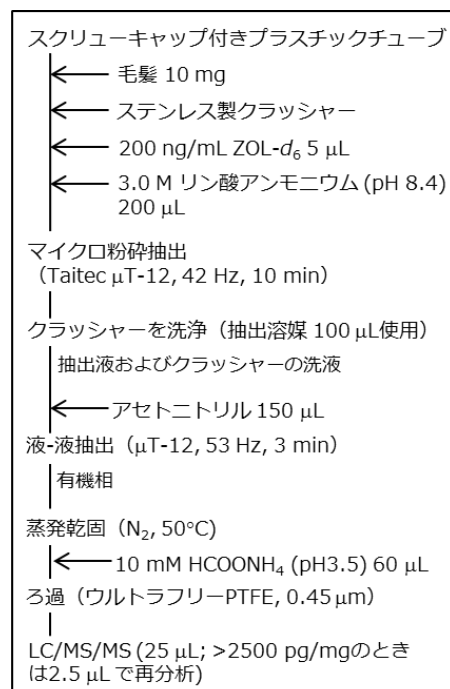 スクリューキャップ付きプラスチックチューブ
毛髪 10 mg
ステンレス製クラッシャー
200 ng/mL ZOL-d6 5 μL
3.0 M リン酸アンモニウム (pH 8.4)
200 μL
マイクロ粉砕抽出
（Taitec μT-12, 42 Hz, 10 min）
クラッシャーを洗浄（抽出溶媒 100 μL使用）
抽出液およびクラッシャーの洗液
アセトニトリル 150 μL
液-液抽出（μT-12, 53 Hz, 3 min）
有機相
蒸発乾固（N2, 50°C）
10 mM HCOONH4 (pH3.5) 60 μL
ろ過（ウルトラフリーPTFE, 0.45 μm）
LC/MS/MS (25 μL; >2500 pg/mgのとき
は2.5 μL で再分析)